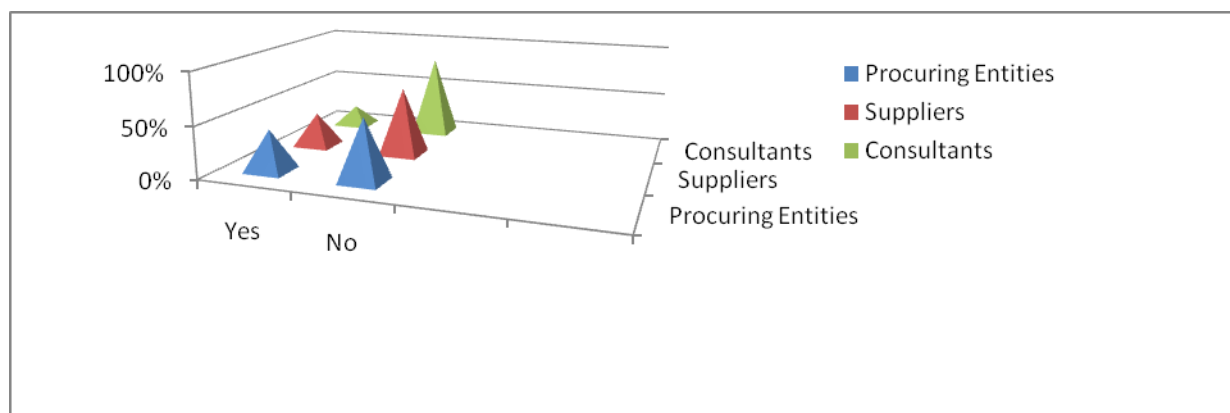 100%
50%
0%
Yes
No
Consultants
Suppliers
Procuring Entities
Procuring Entities
Suppliers
Consultants